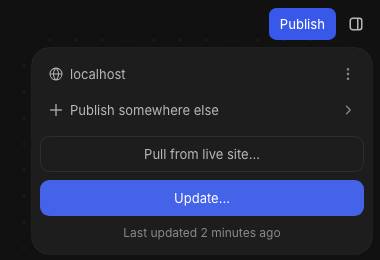 Publish
localhost
Publish somewhere else
Pull from live site...
Update...
Last updated 2 minutes ago